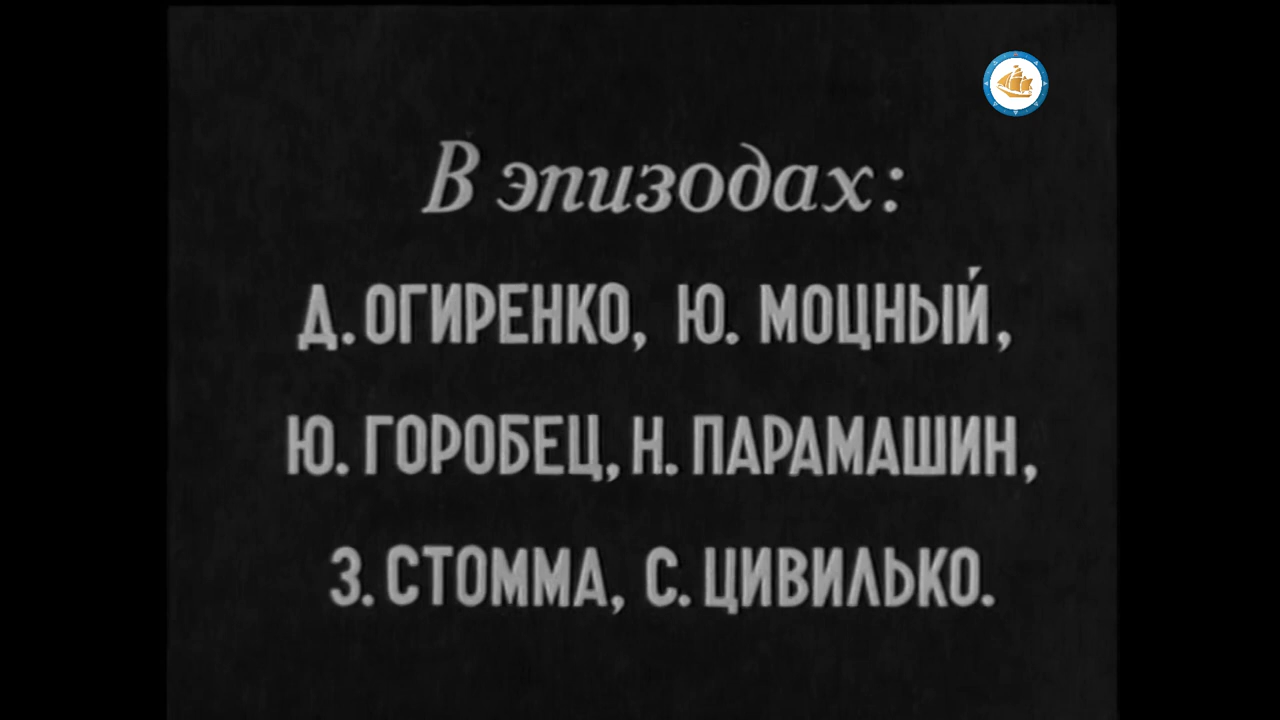 В эпизодах:
Д. ОГИРЕНКО, Ю. МОЦНЫЙ,
Ю. ГОРОБЕЦ, Н. ПАРАМАШИН,
З. СТОММА, С. ЦИВИЛЬКО.